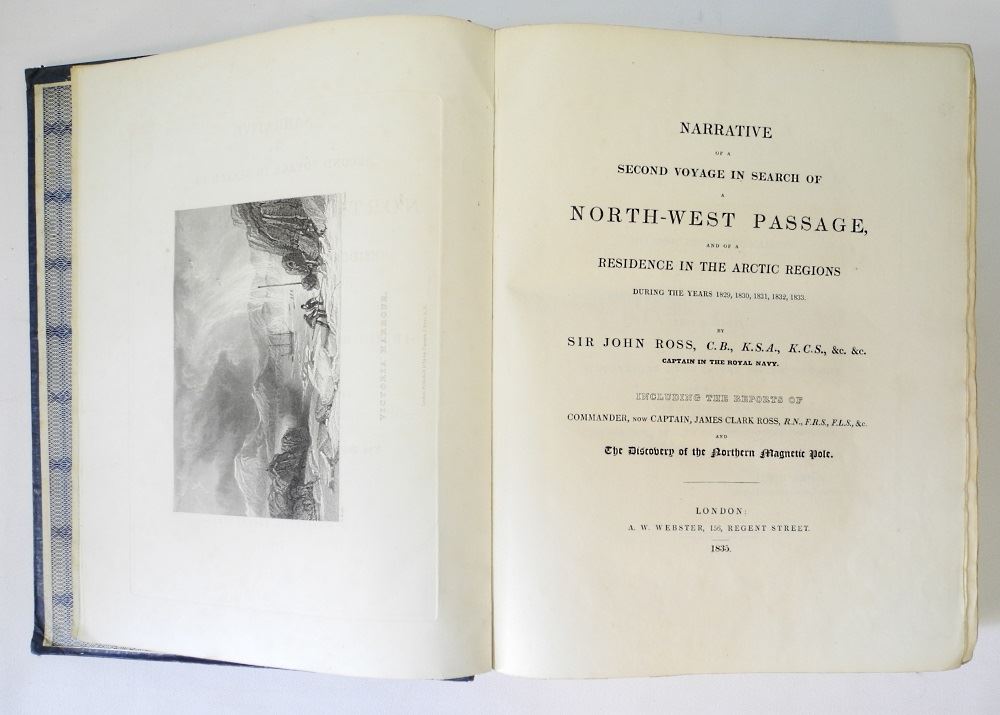 VICTORIA HARBOUR.
NARRATIVE
OF A
SECOND VOYAGE IN SEARCH OF
A
NORTH-WEST PASSAGE,
AND OF A
RESIDENCE IN THE ARCTIC REGIONS
DURING THE YEARS 1829, 1830, 1831, 1832, 1833.
BY
SIR JOHN ROSS, C.B., K.S.A., K.C.S., &c. &c.
CAPTAIN IN THE ROYAL NAVY.
INCLUDING THE REPORTS OF
COMMANDER, NOW CAPTAIN, JAMES CLARK ROSS, R.N., F.R.S., F.L.S., &c.
AND
The Discovery of the Northern Magnetic Pole.
LONDON:
A. W. WEBSTER, 156, REGENT STREET.
1835.